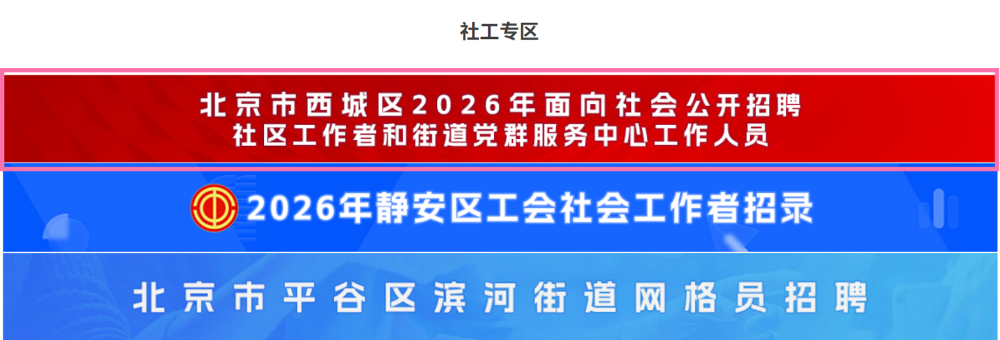 社工专区
北京市西城区2026年面向社会公开招聘
社区工作者和街道党群服务中心工作人员
2026年静安区工会社会工作者招录
北京市平谷区滨河街道网格员招聘